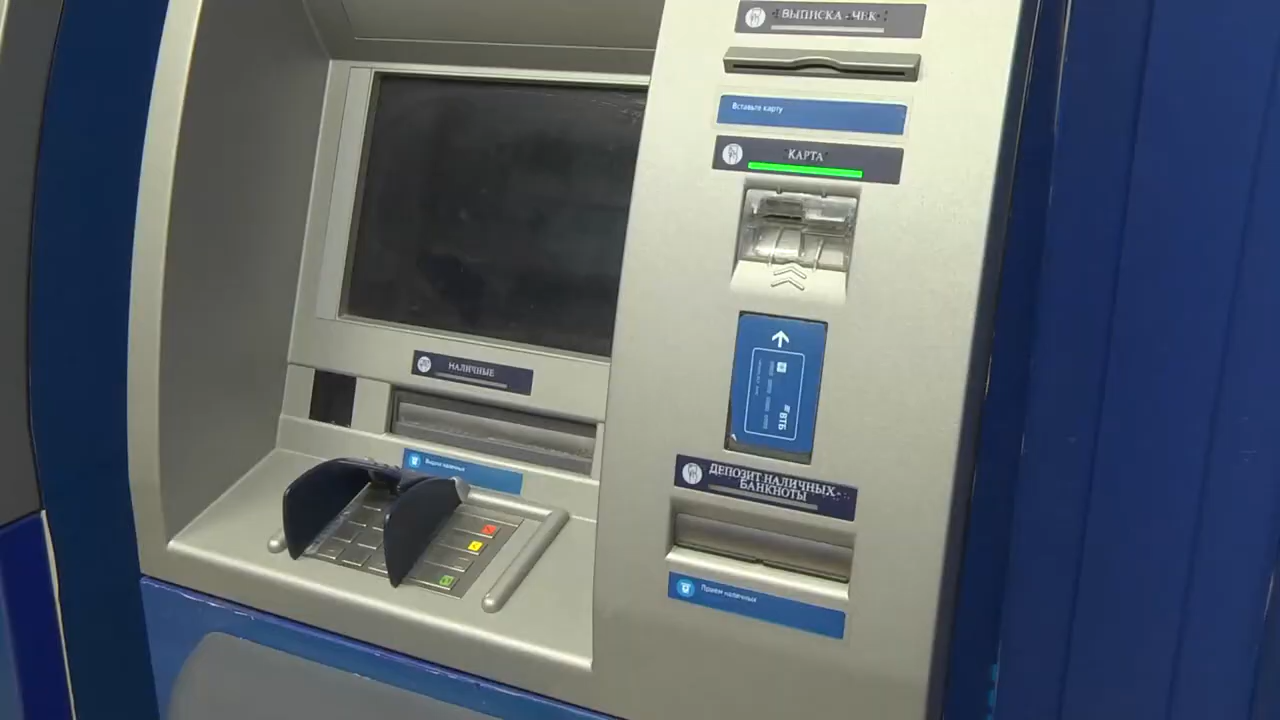 ВЫПИСКА - ЧЕК
Вставьте карту
КАРТА
НАЛИЧНЫЕ
Выдача наличных
ВТБ
ДЕПОЗИТ НАЛИЧНЫХ
БАНКНОТЫ
Прием наличных